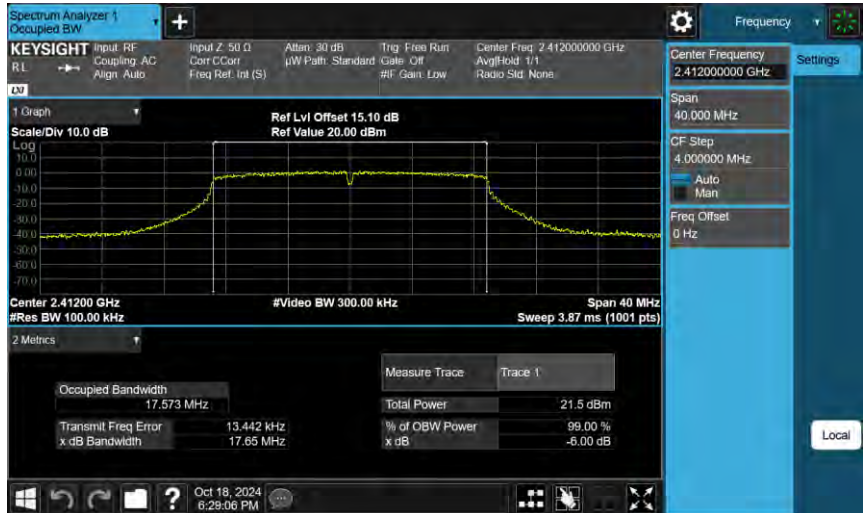 Spectrum Analyzer 1
Occupied BW
Frequency
KEYSIGHT
RL
LXI
Input: RF
Coupling: AC
Align: Auto
Input Z: 50 Ω
Corr CCorr
Freq Ref: Int (S)
Atten: 30 dB
µW Path: Standard
Trig: Free Run
Gate: Off
#IF Gain: Low
Center Freq: 2.412000000 GHz
Avg|Hold: 1/1
Radio Std: None
Center Frequency
2.412000000 GHz
Settings
Span
40.000 MHz
CF Step
4.000000 MHz
Auto
Man
Freq Offset
0 Hz
Local
1 Graph
Scale/Div 10.0 dB
Ref Lvl Offset 15.10 dB
Ref Value 20.00 dBm
Log
10.0
0.00
-10.0
-20.0
-30.0
-40.0
-50.0
-60.0
-70.0
Center 2.41200 GHz
#Video BW 300.00 kHz
Span 40 MHz
#Res BW 100.00 kHz
Sweep 3.87 ms (1001 pts)
2 Metrics
Measure Trace
Trace 1
Occupied Bandwidth
17.573 MHz
Total Power
21.5 dBm
Transmit Freq Error
13.442 kHz
% of OBW Power
99.00 %
x dB Bandwidth
17.65 MHz
x dB
-6.00 dB
?
Oct 18, 2024
6:29:06 PM